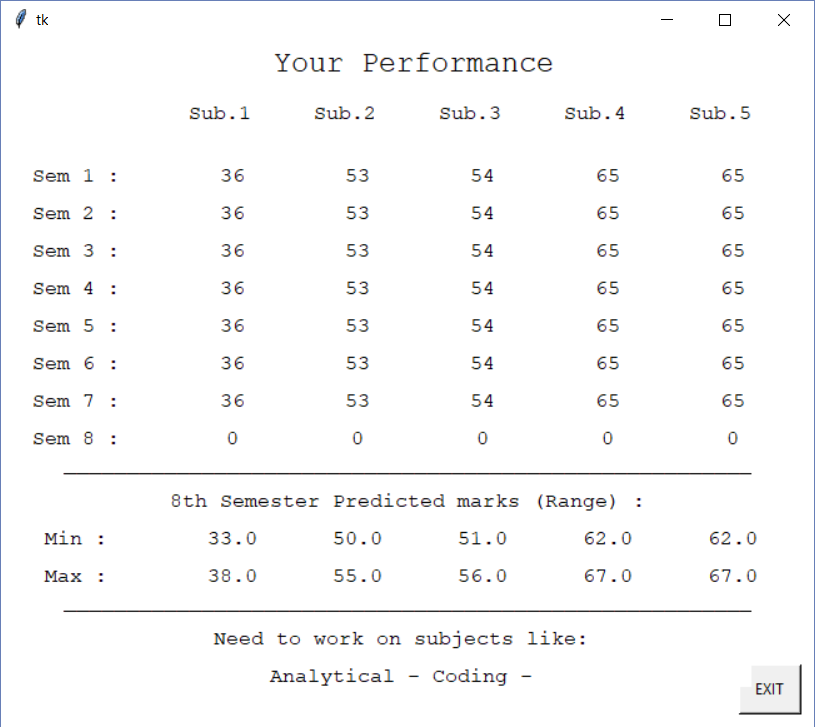 tk
Your Performance
Sub.1 Sub.2 Sub.3 Sub.4 Sub.5
Sem 1 : 36 53 54 65 65
Sem 2 : 36 53 54 65 65
Sem 3 : 36 53 54 65 65
Sem 4 : 36 53 54 65 65
Sem 5 : 36 53 54 65 65
Sem 6 : 36 53 54 65 65
Sem 7 : 36 53 54 65 65
Sem 8 : 0 0 0 0 0
8th Semester Predicted marks (Range) :
Min : 33.0 50.0 51.0 62.0 62.0
Max : 38.0 55.0 56.0 67.0 67.0
Need to work on subjects like:
Analytical - Coding -
EXIT